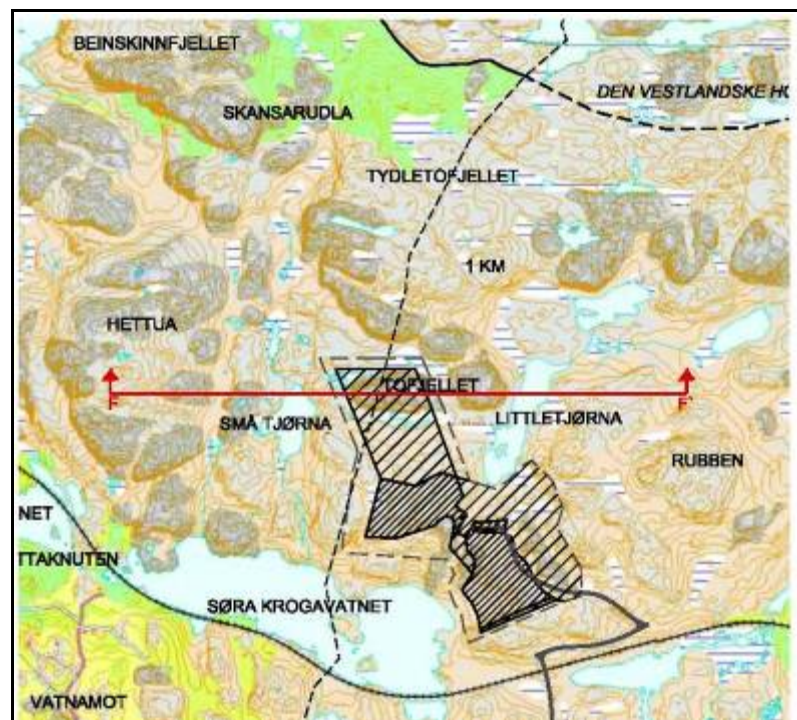 BEINSKINNFJELLET
DEN VESTLANDSKE HO
SKANSARUDLA
TYDLETOFJELLET
1 KM
HETTUA
TOFJELLET
F F'
SMÅ TJØRNA
LITTLETJØRNA
RUBBEN
NET
TTAKNUTEN
SØRA KROGAVATNET
VATNAMOT